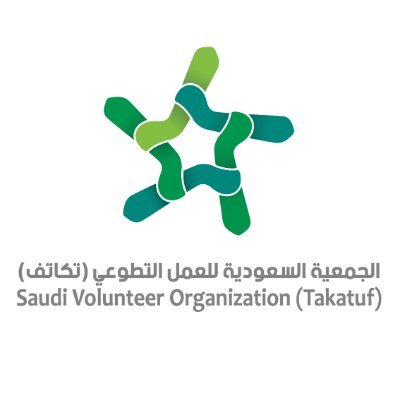 الجمعية السعودية للعمل التطوعي (تكاتف)
Saudi Volunteer Organization (Takatuf)